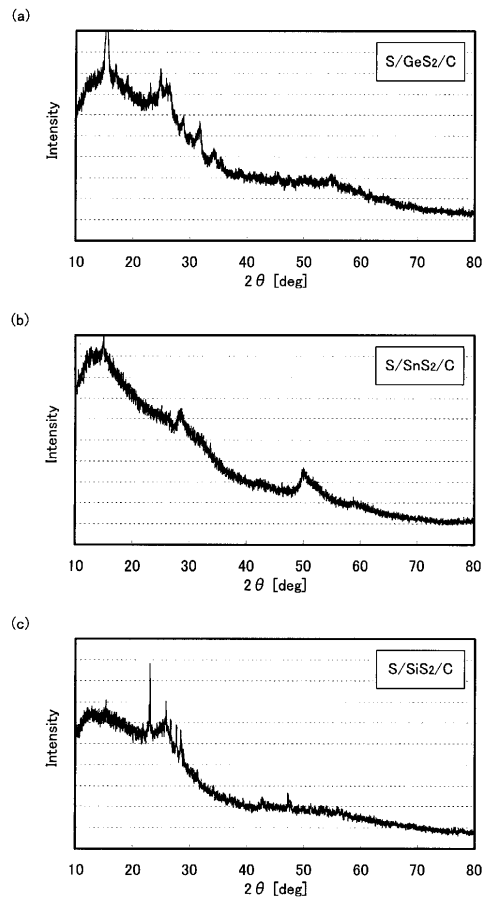 (a)
S/GeS2/C
Intensity
10 20 30 40 50 60 70 80
2θ [deg]
(b)
S/SnS2/C
Intensity
10 20 30 40 50 60 70 80
2θ [deg]
(c)
S/SiS2/C
Intensity
10 20 30 40 50 60 70 80
2θ [deg]